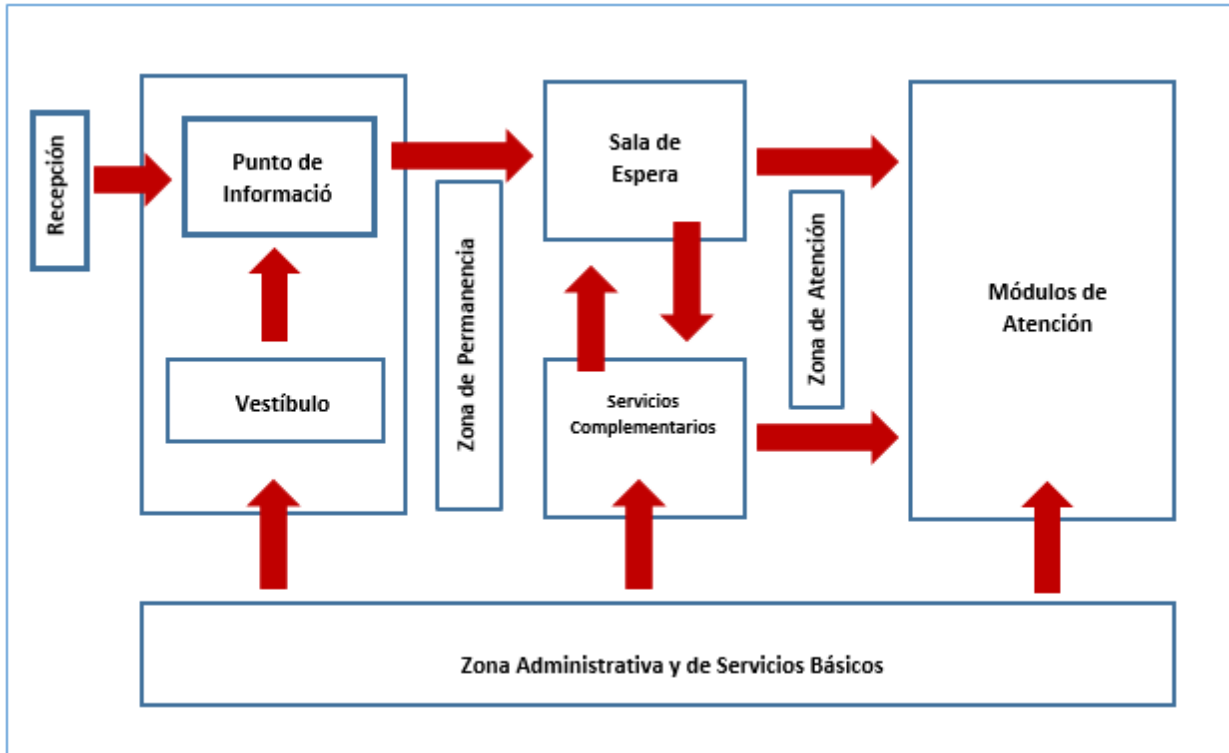 Recepción
Punto de
Informació
Vestíbulo
Zona de Permanencia
Sala de
Espera
Servicios
Complementarios
Zona de Atención
Módulos de
Atención
Zona Administrativa y de Servicios Básicos